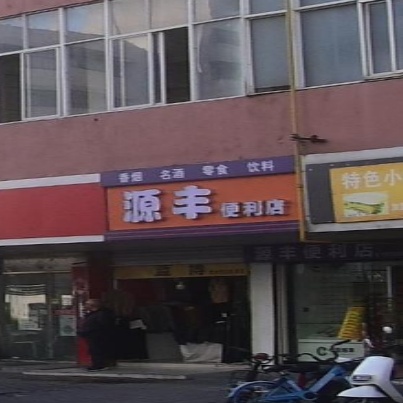 香烟 名酒 零食 饮料
源丰 便利店
特色小
源丰便利店